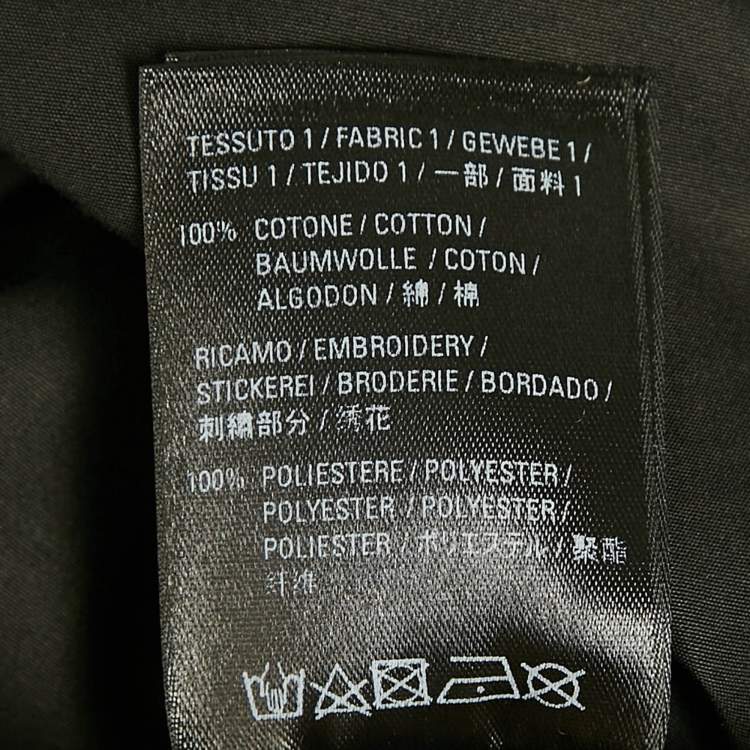 TESSUTO 1 / FABRIC 1 / GEWEBE 1 /
TISSU 1 / TEJIDO 1 / 一部 / 面料 1
100% COTONE / COTTON /
BAUMWOLLE / COTON /
ALGODON / 綿 / 棉
RICAMO / EMBROIDERY /
STICKEREI / BRODERIE / BORDADO /
刺繍部分 / 绣花
100% POLIESTERE / POLYESTER /
POLYESTER / POLYESTER /
POLIESTER / ポリエステル / 聚酯
纤维